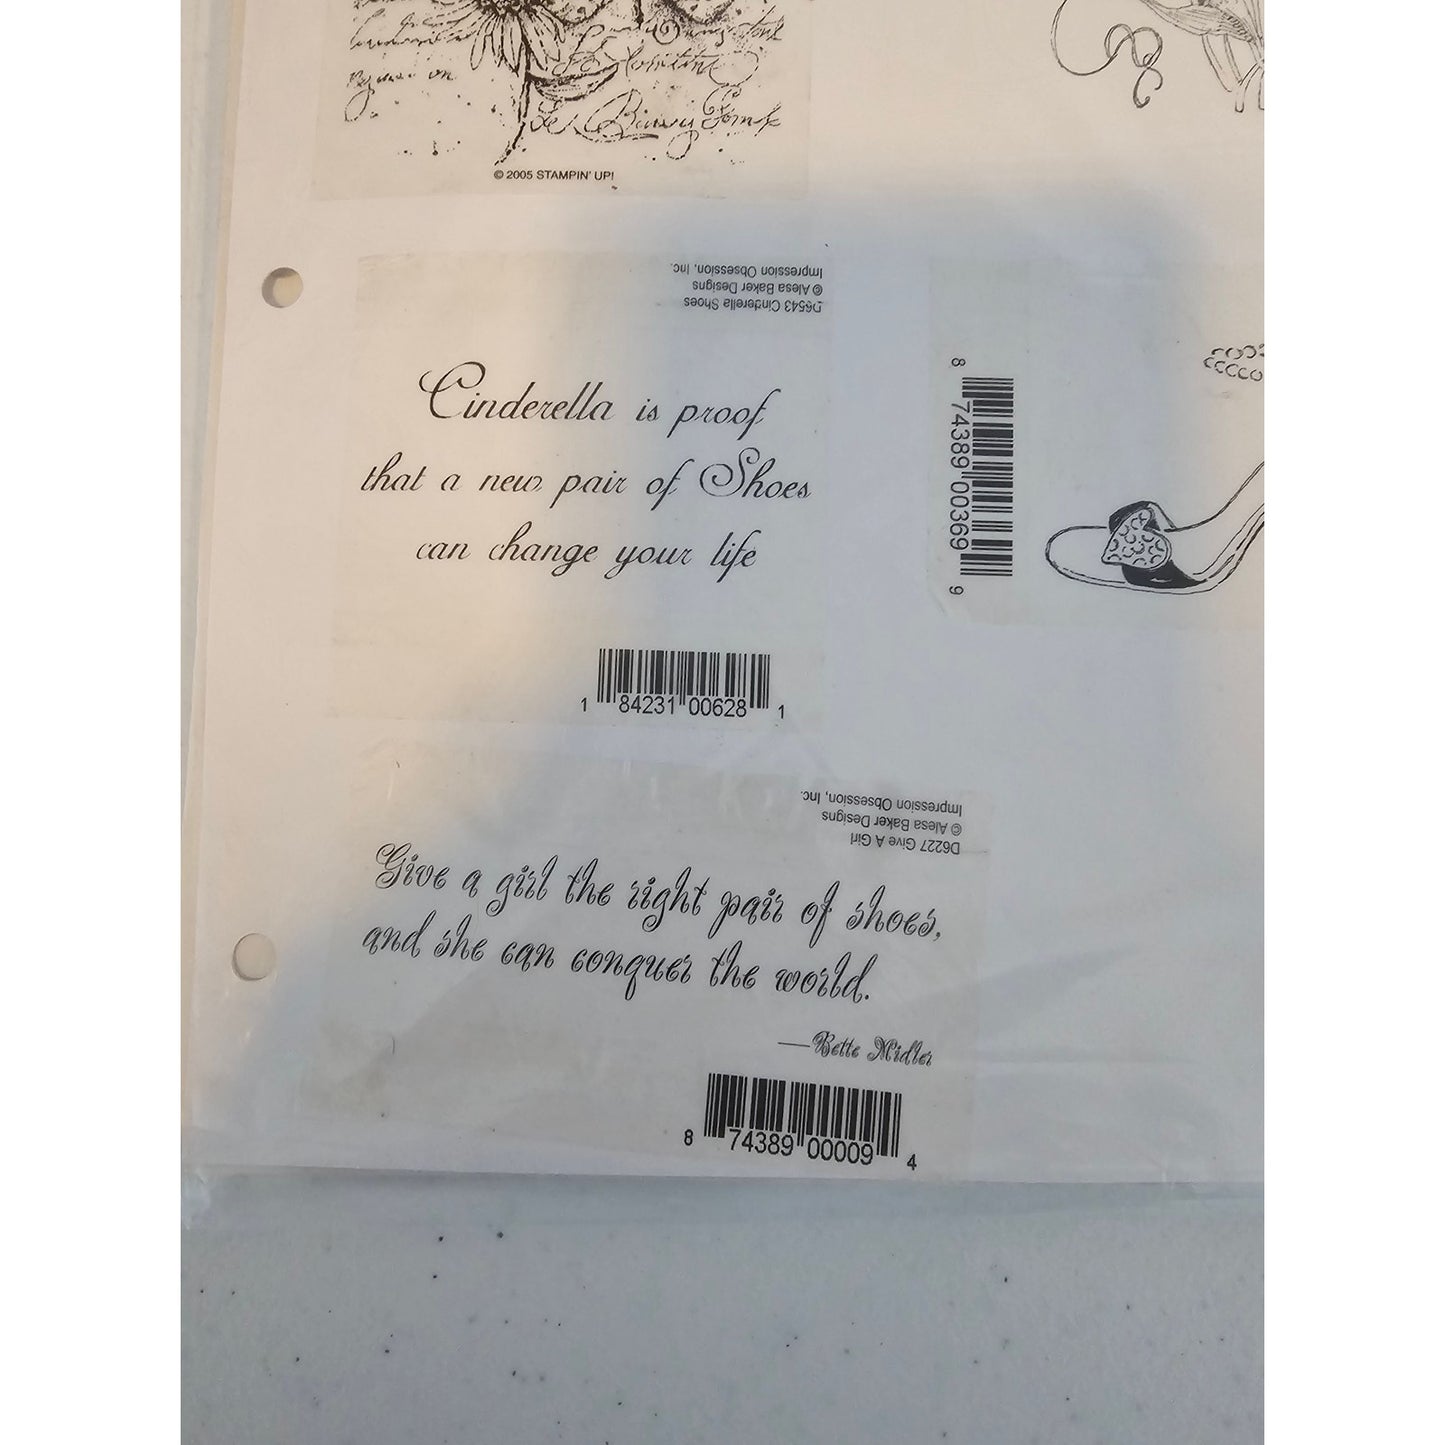 © 2005 STAMPIN' UP!
D6543 Cinderella Shoes
© Alesa Baker Designs
Impression Obsession, Inc.
Cinderella is proof
that a new pair of Shoes
can change your life
1 84231 00628 1
8 74389 00369 9
D6227 Give A Girl
© Alesa Baker Designs
Impression Obsession, Inc.
Give a girl the right pair of shoes,
and she can conquer the world.
—Bette Midler
8 74389 00009 4